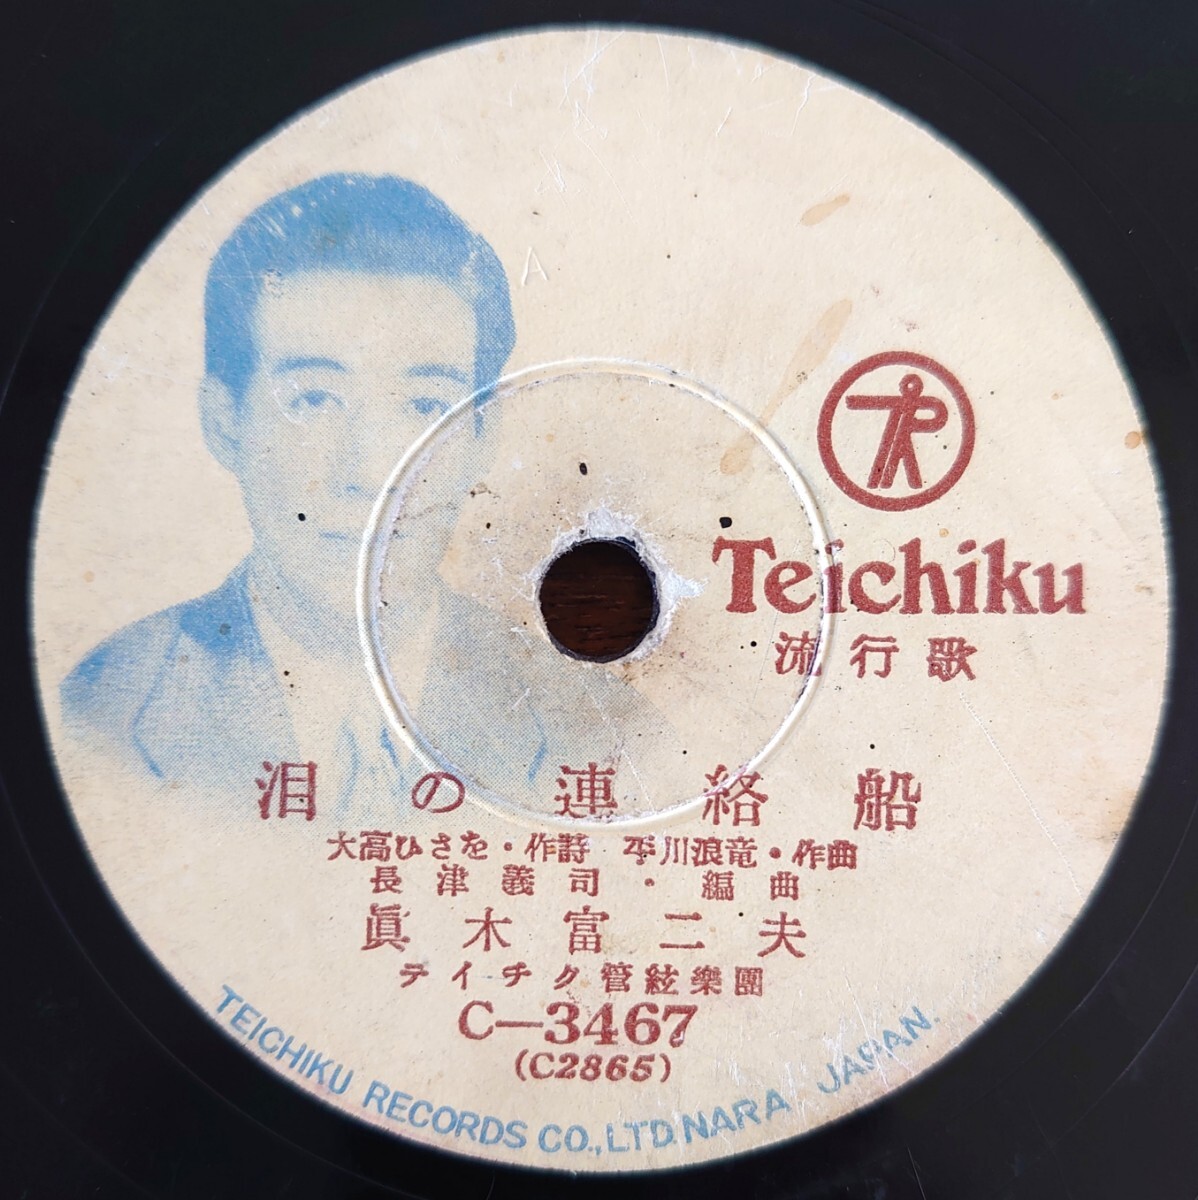 A
Teichiku
流行歌
泪の連絡船
大高ひさを・作詩 平川浪竜・作曲
長津義司・編曲
眞木富二夫
テイチク管絃樂團
C-3467
(C2865)
TEICHIKU RECORDS CO.,LTD.NARA JAPAN.